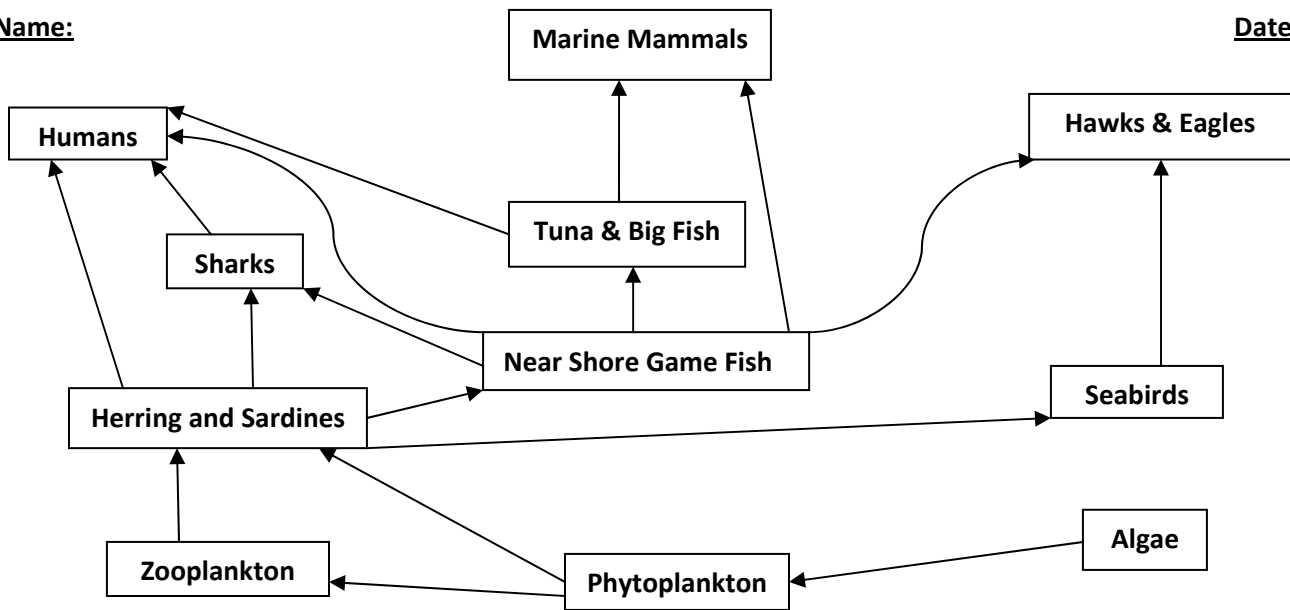 Name:
Date
Marine Mammals
Humans
Hawks & Eagles
Tuna & Big Fish
Sharks
Near Shore Game Fish
Seabirds
Herring and Sardines
Algae
Zooplankton
Phytoplankton